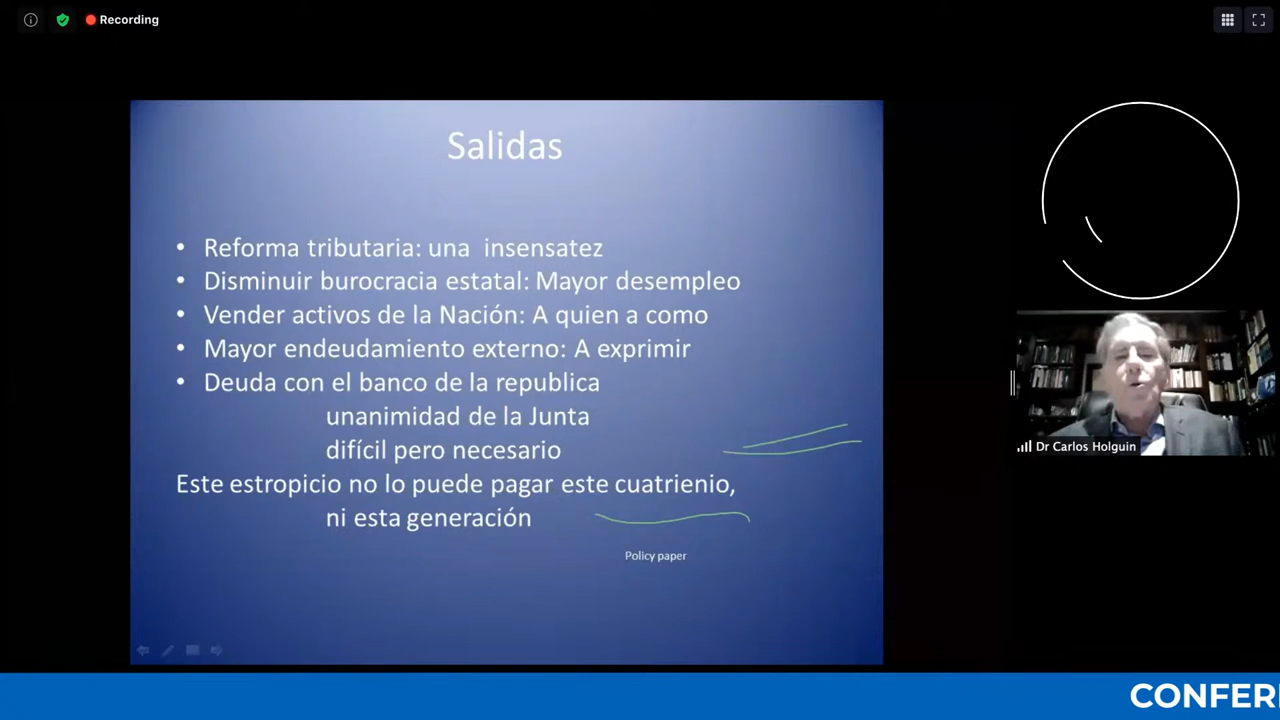 Recording
Salidas
• Reforma tributaria: una insensatez
• Disminuir burocracia estatal: Mayor desempleo
• Vender activos de la Nación: A quien a como
• Mayor endeudamiento externo: A exprimir
• Deuda con el banco de la republica
unanimidad de la Junta
difícil pero necesario
Este estropicio no lo puede pagar este cuatrienio,
ni esta generación
Policy paper
Dr Carlos Holguin
CONFER